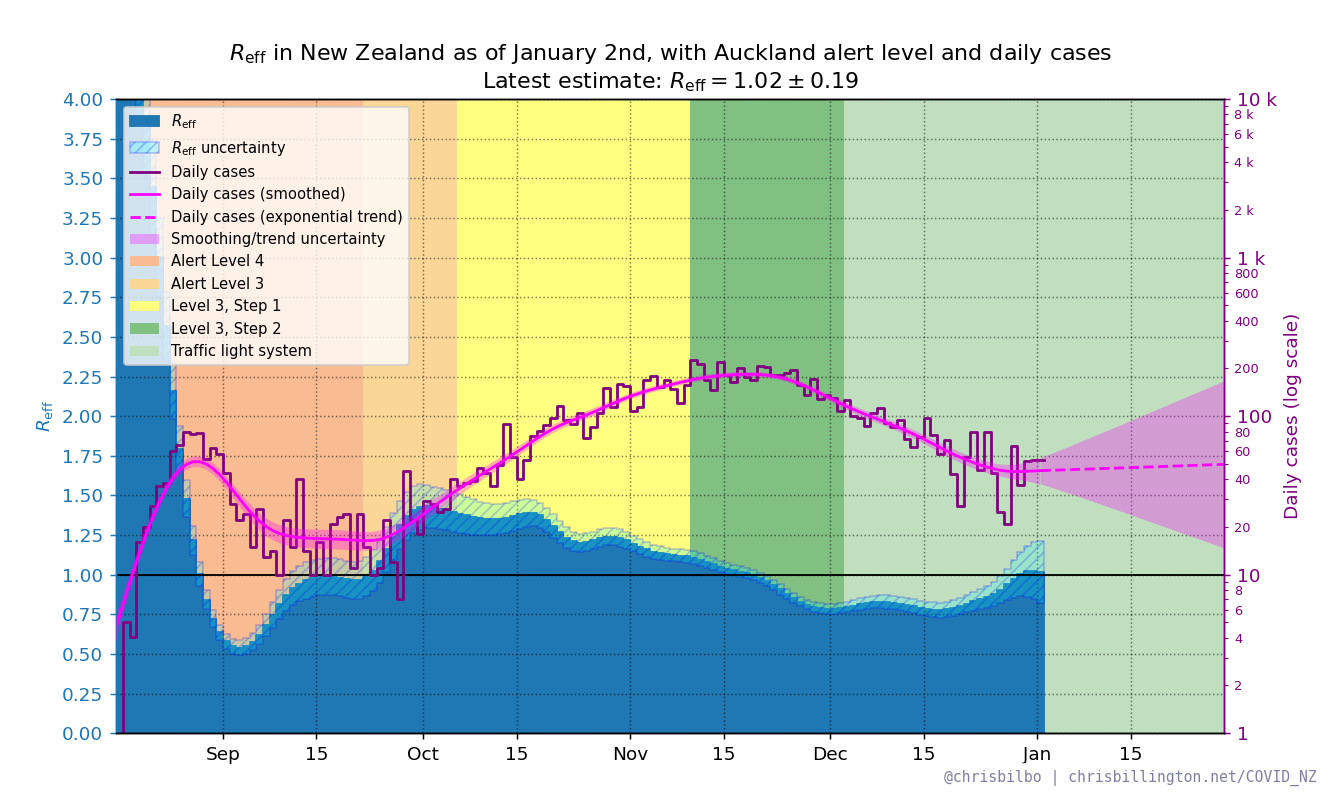 R_eff in New Zealand as of January 2nd, with Auckland alert level and daily cases
Latest estimate: R_eff = 1.02 ± 0.19
4.00
3.75
3.50
3.25
3.00
2.75
2.50
2.25
2.00
1.75
1.50
1.25
1.00
0.75
0.50
0.25
0.00
R_eff
R_eff
R_eff uncertainty
Daily cases
Daily cases (smoothed)
Daily cases (exponential trend)
Smoothing/trend uncertainty
Alert Level 4
Alert Level 3
Level 3, Step 1
Level 3, Step 2
Traffic light system
10 k
8 k
6 k
4 k
2 k
1 k
800
600
400
200
100
80
60
40
20
10
8
6
4
2
1
Daily cases (log scale)
Sep 15 Oct 15 Nov 15 Dec 15 Jan 15
@chrisbilbo | chrisbillington.net/COVID_NZ